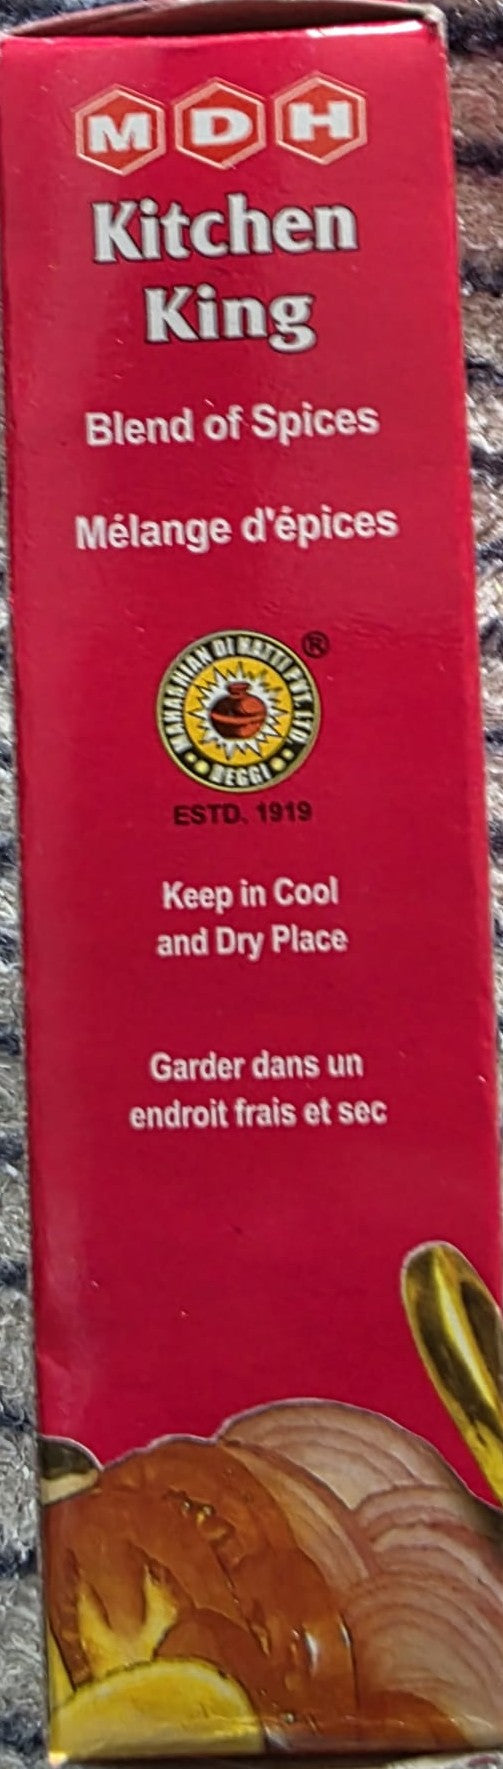 MDH
Kitchen
King
Blend of Spices
Mélange d'épices
MAHASHIAN DI HATTI PVT. LTD.
DEGGI
®
ESTD. 1919
Keep in Cool
and Dry Place
Garder dans un
endroit frais et sec